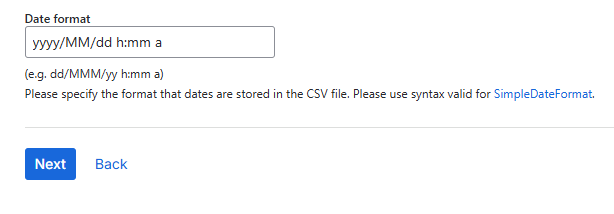 Date format
yyyy/MM/dd h:mm a
(e.g. dd/MMM/yy h:mm a)
Please specify the format that dates are stored in the CSV file. Please use syntax valid for SimpleDateFormat.
Next Back